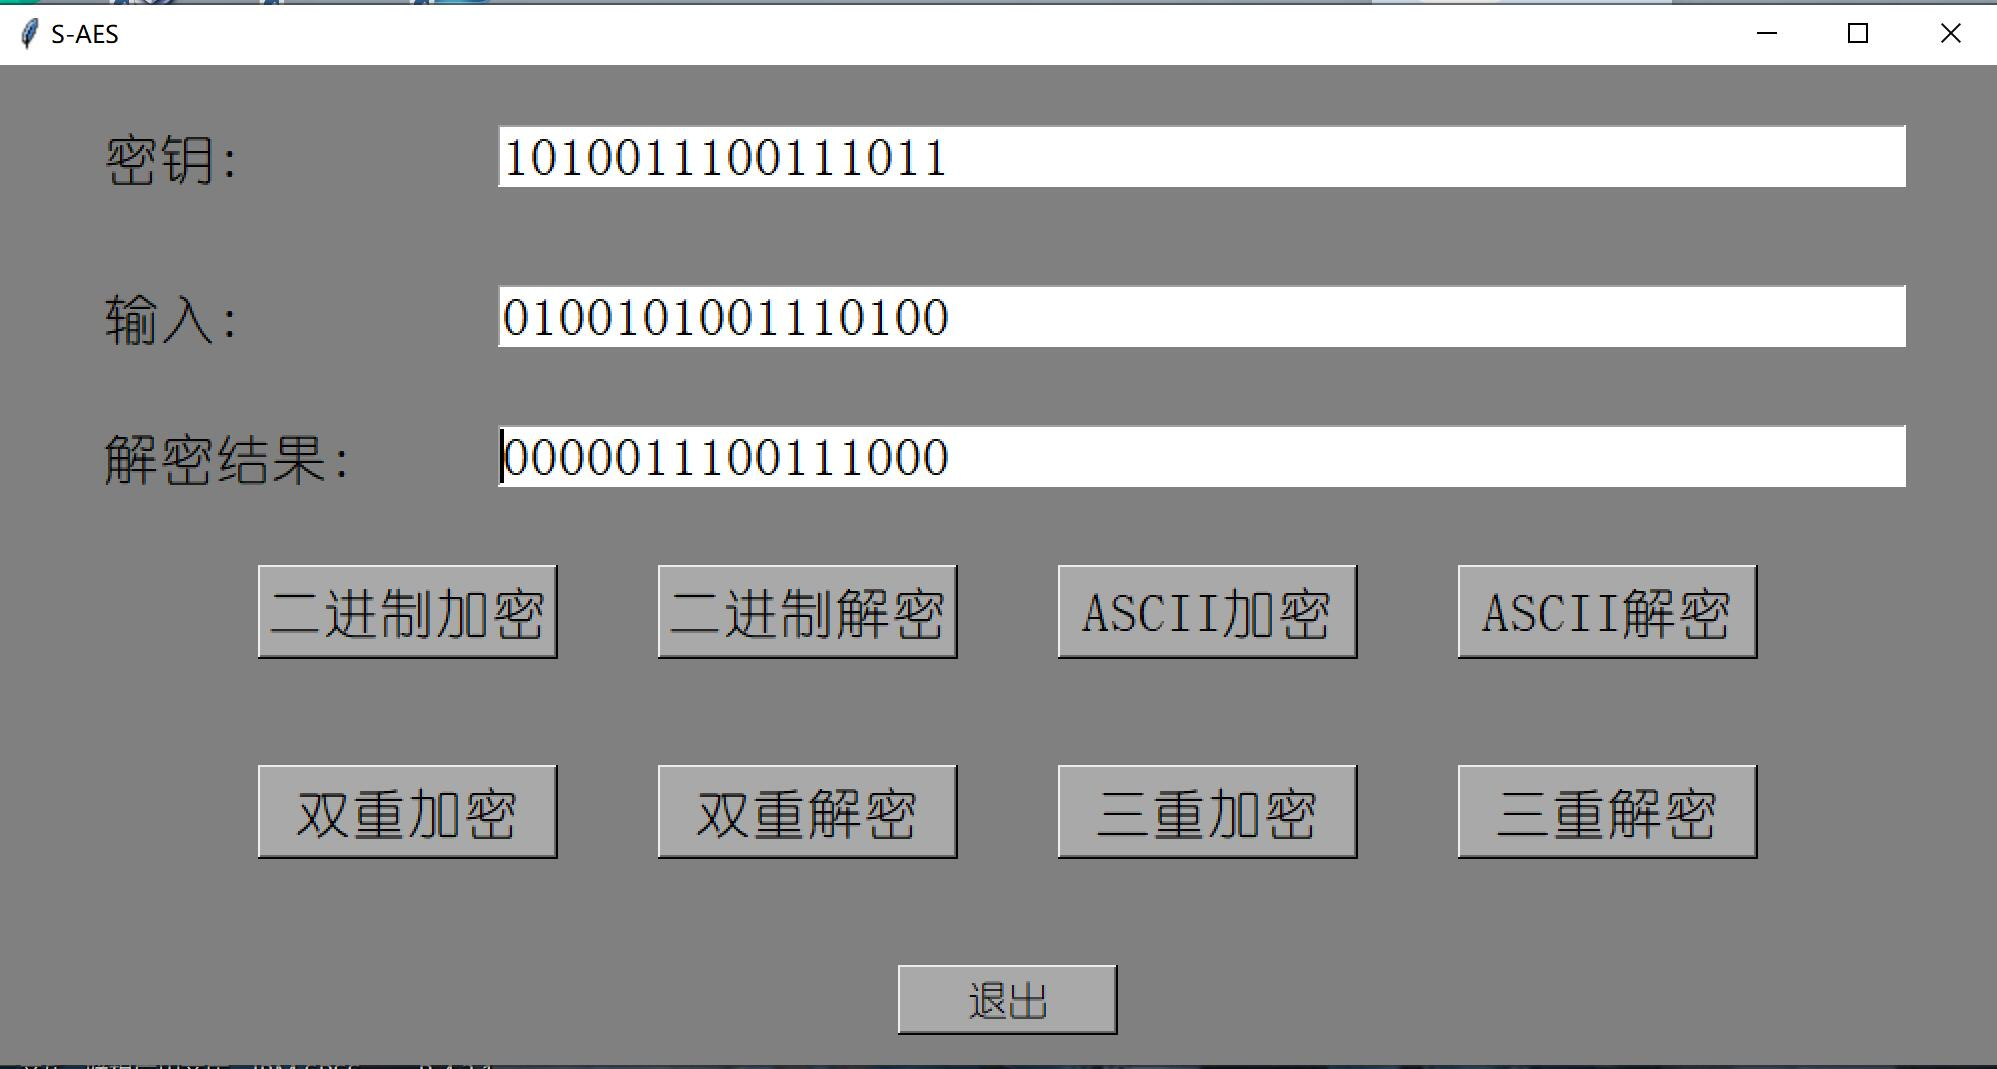 S-AES
密钥: 1010011100111011
输入: 0100101001110100
解密结果: 0000011100111000
二进制加密 二进制解密 ASCII加密 ASCII解密
双重加密 双重解密 三重加密 三重解密
退出